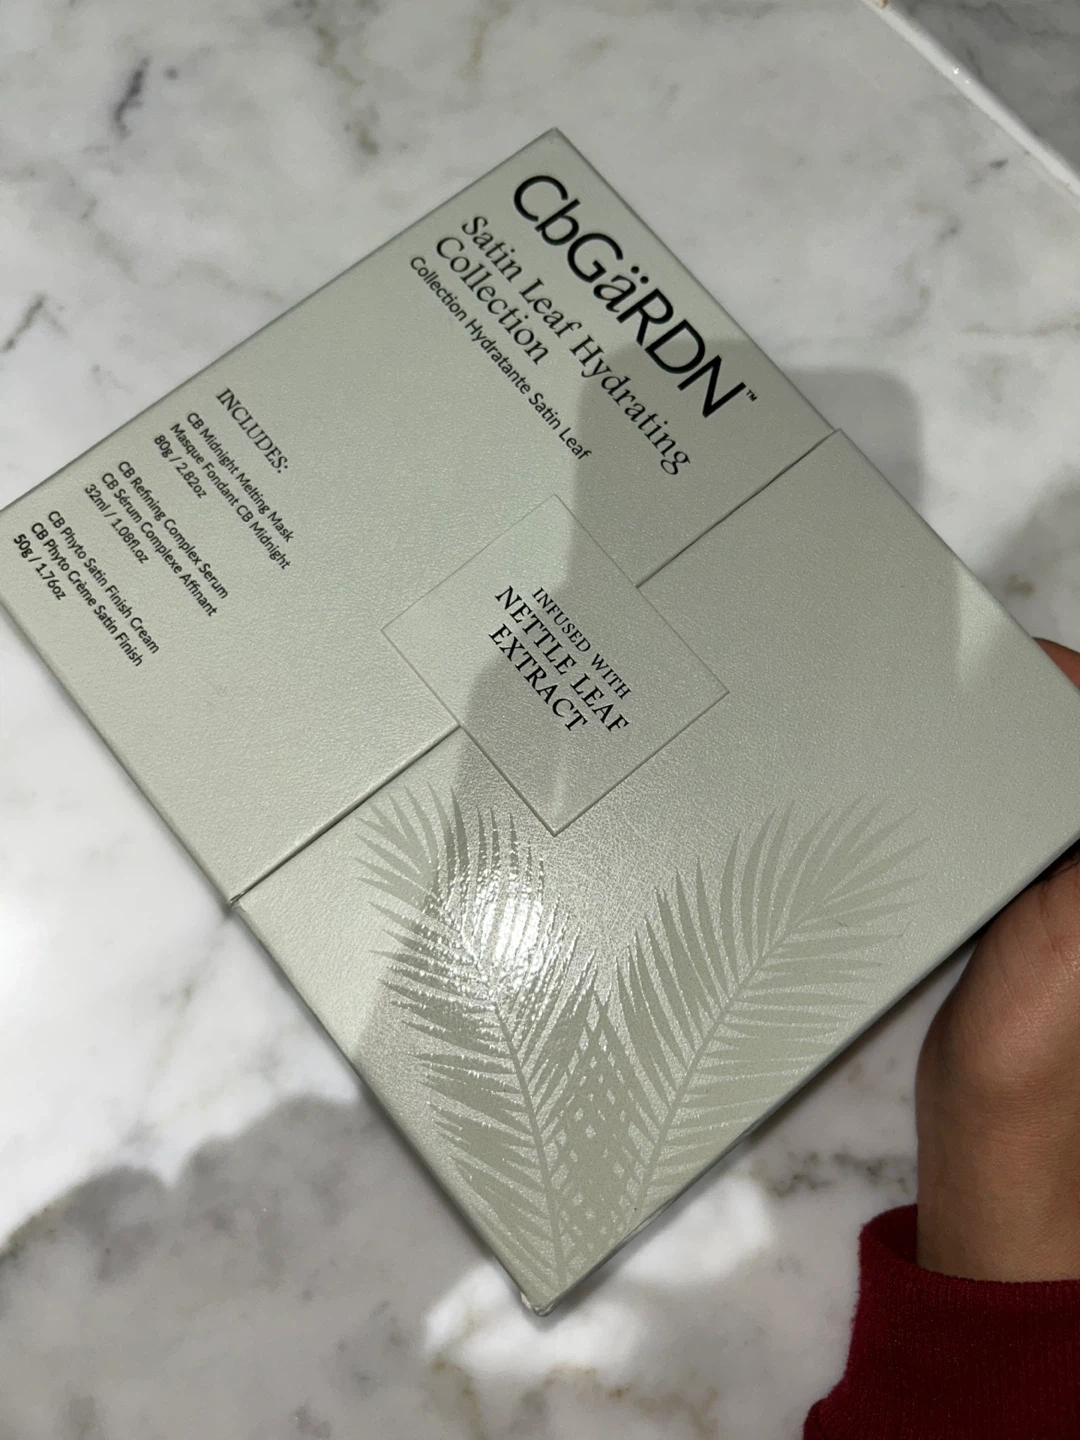 CbGäRDN™
Satin Leaf Hydrating
Collection
Collection Hydratante Satin Leaf
INCLUDES:
CB Midnight Melting Mask
Masque Fondant CB Midnight
80g / 2.82oz
CB Refining Complex Serum
CB Sérum Complexe Affinant
32ml / 1.08fl.oz
CB Phyto Satin Finish Cream
CB Phyto Crème Satin Finish
50g / 1.76oz
INFUSED WITH
NETTLE LEAF
EXTRACT